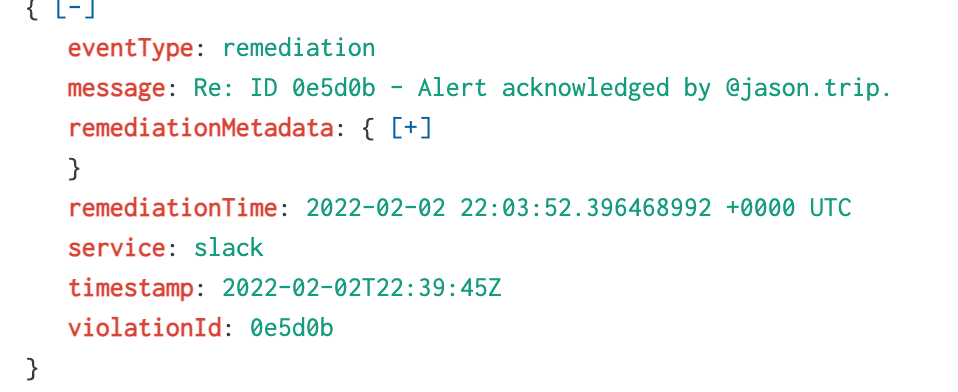 { [-]
eventType: remediation
message: Re: ID 0e5d0b - Alert acknowledged by @jason.trip.
remediationMetadata: { [+]
}
remediationTime: 2022-02-02 22:03:52.396468992 +0000 UTC
service: slack
timestamp: 2022-02-02T22:39:45Z
violationId: 0e5d0b
}